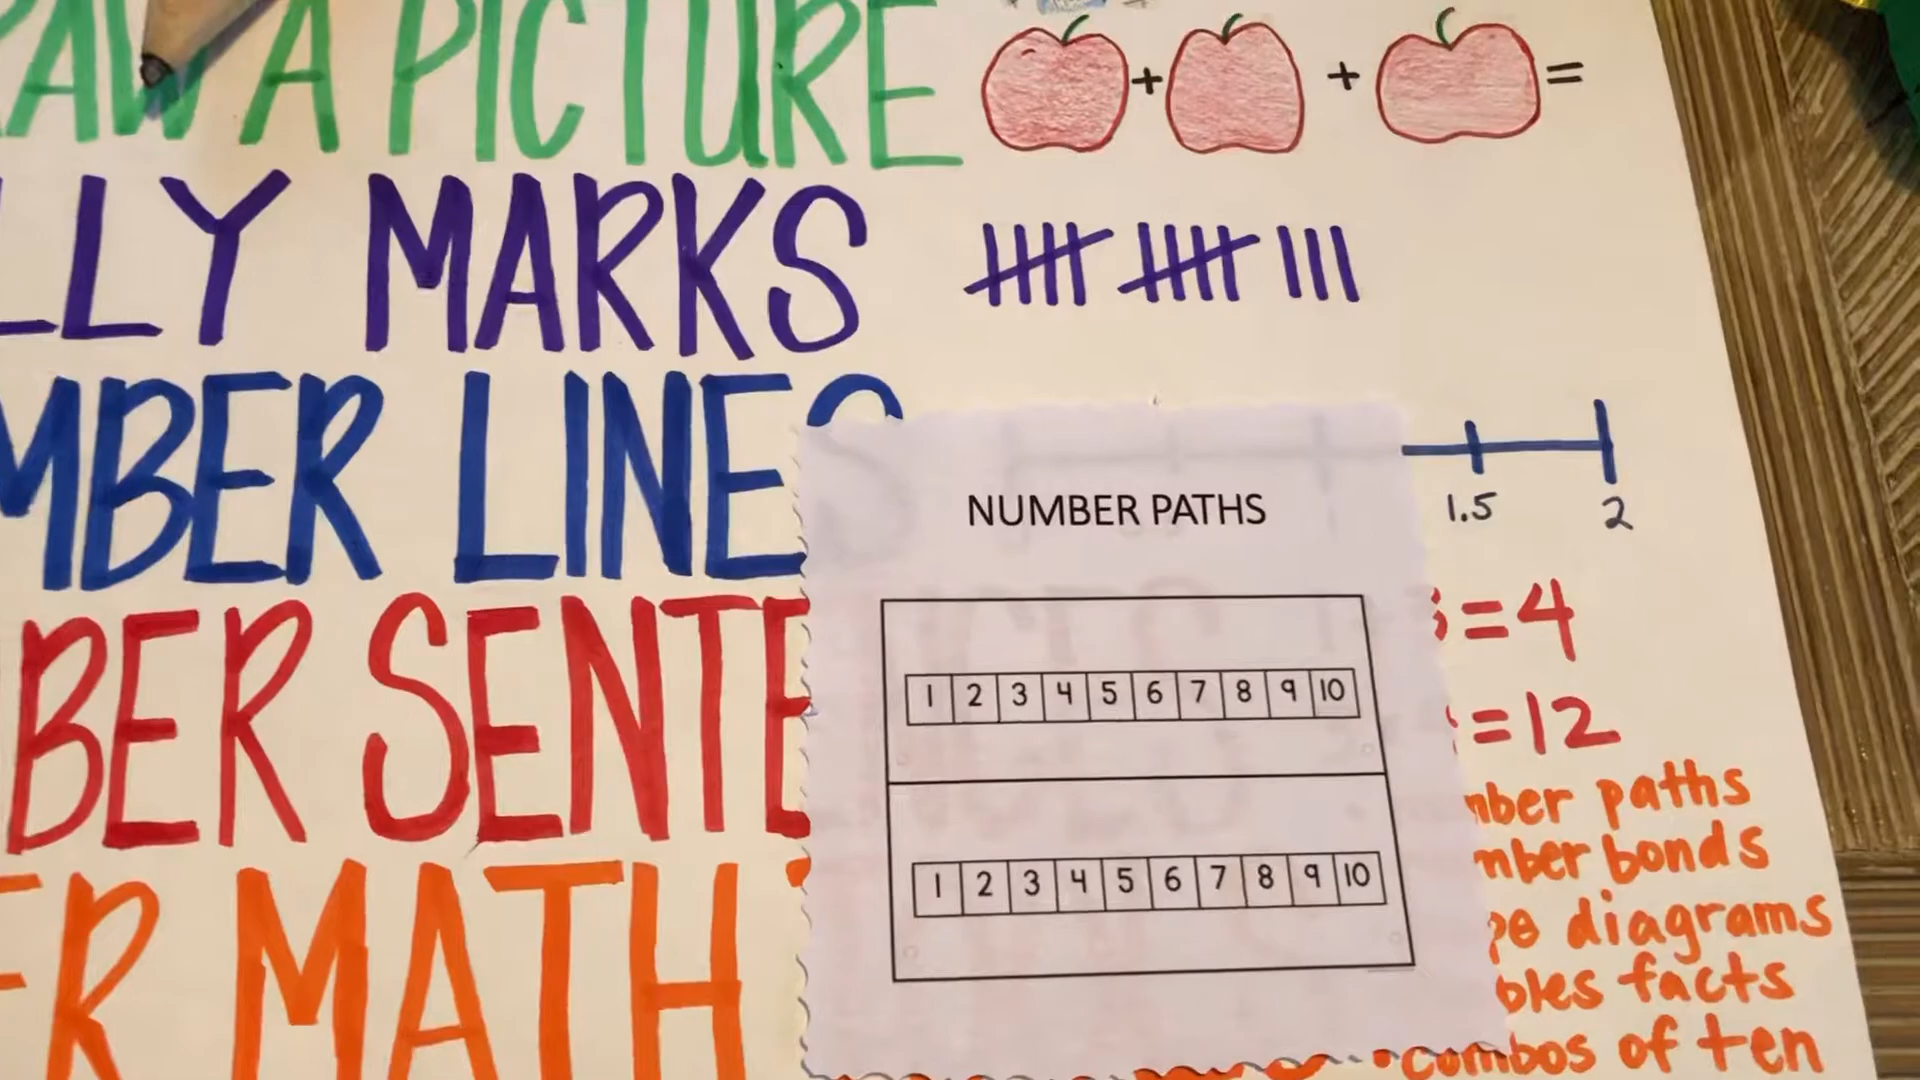 RAW A PICTURE + + =
LLY MARKS
MBER LINES
1.5 2
BER SENTE
=4
=12
ER MATH
NUMBER PATHS
1 2 3 4 5 6 7 8 9 10
1 2 3 4 5 6 7 8 9 10
mber paths
mber bonds
pe diagrams
bles facts
•combos of ten